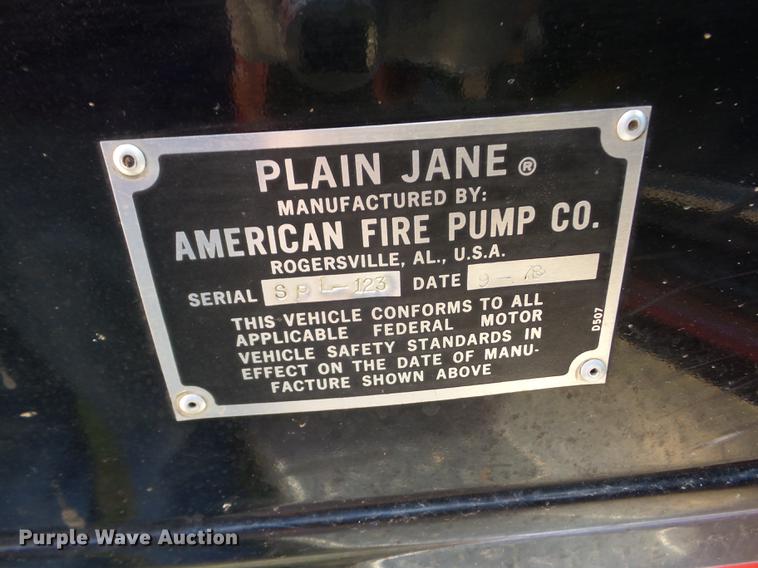 PLAIN JANE ®
MANUFACTURED BY:
AMERICAN FIRE PUMP CO.
ROGERSVILLE, AL., U.S.A.
SERIAL SPL-123 DATE 9-78
THIS VEHICLE CONFORMS TO ALL
APPLICABLE FEDERAL MOTOR
VEHICLE SAFETY STANDARDS IN
EFFECT ON THE DATE OF MANU-
FACTURE SHOWN ABOVE
D507
Purple Wave Auction